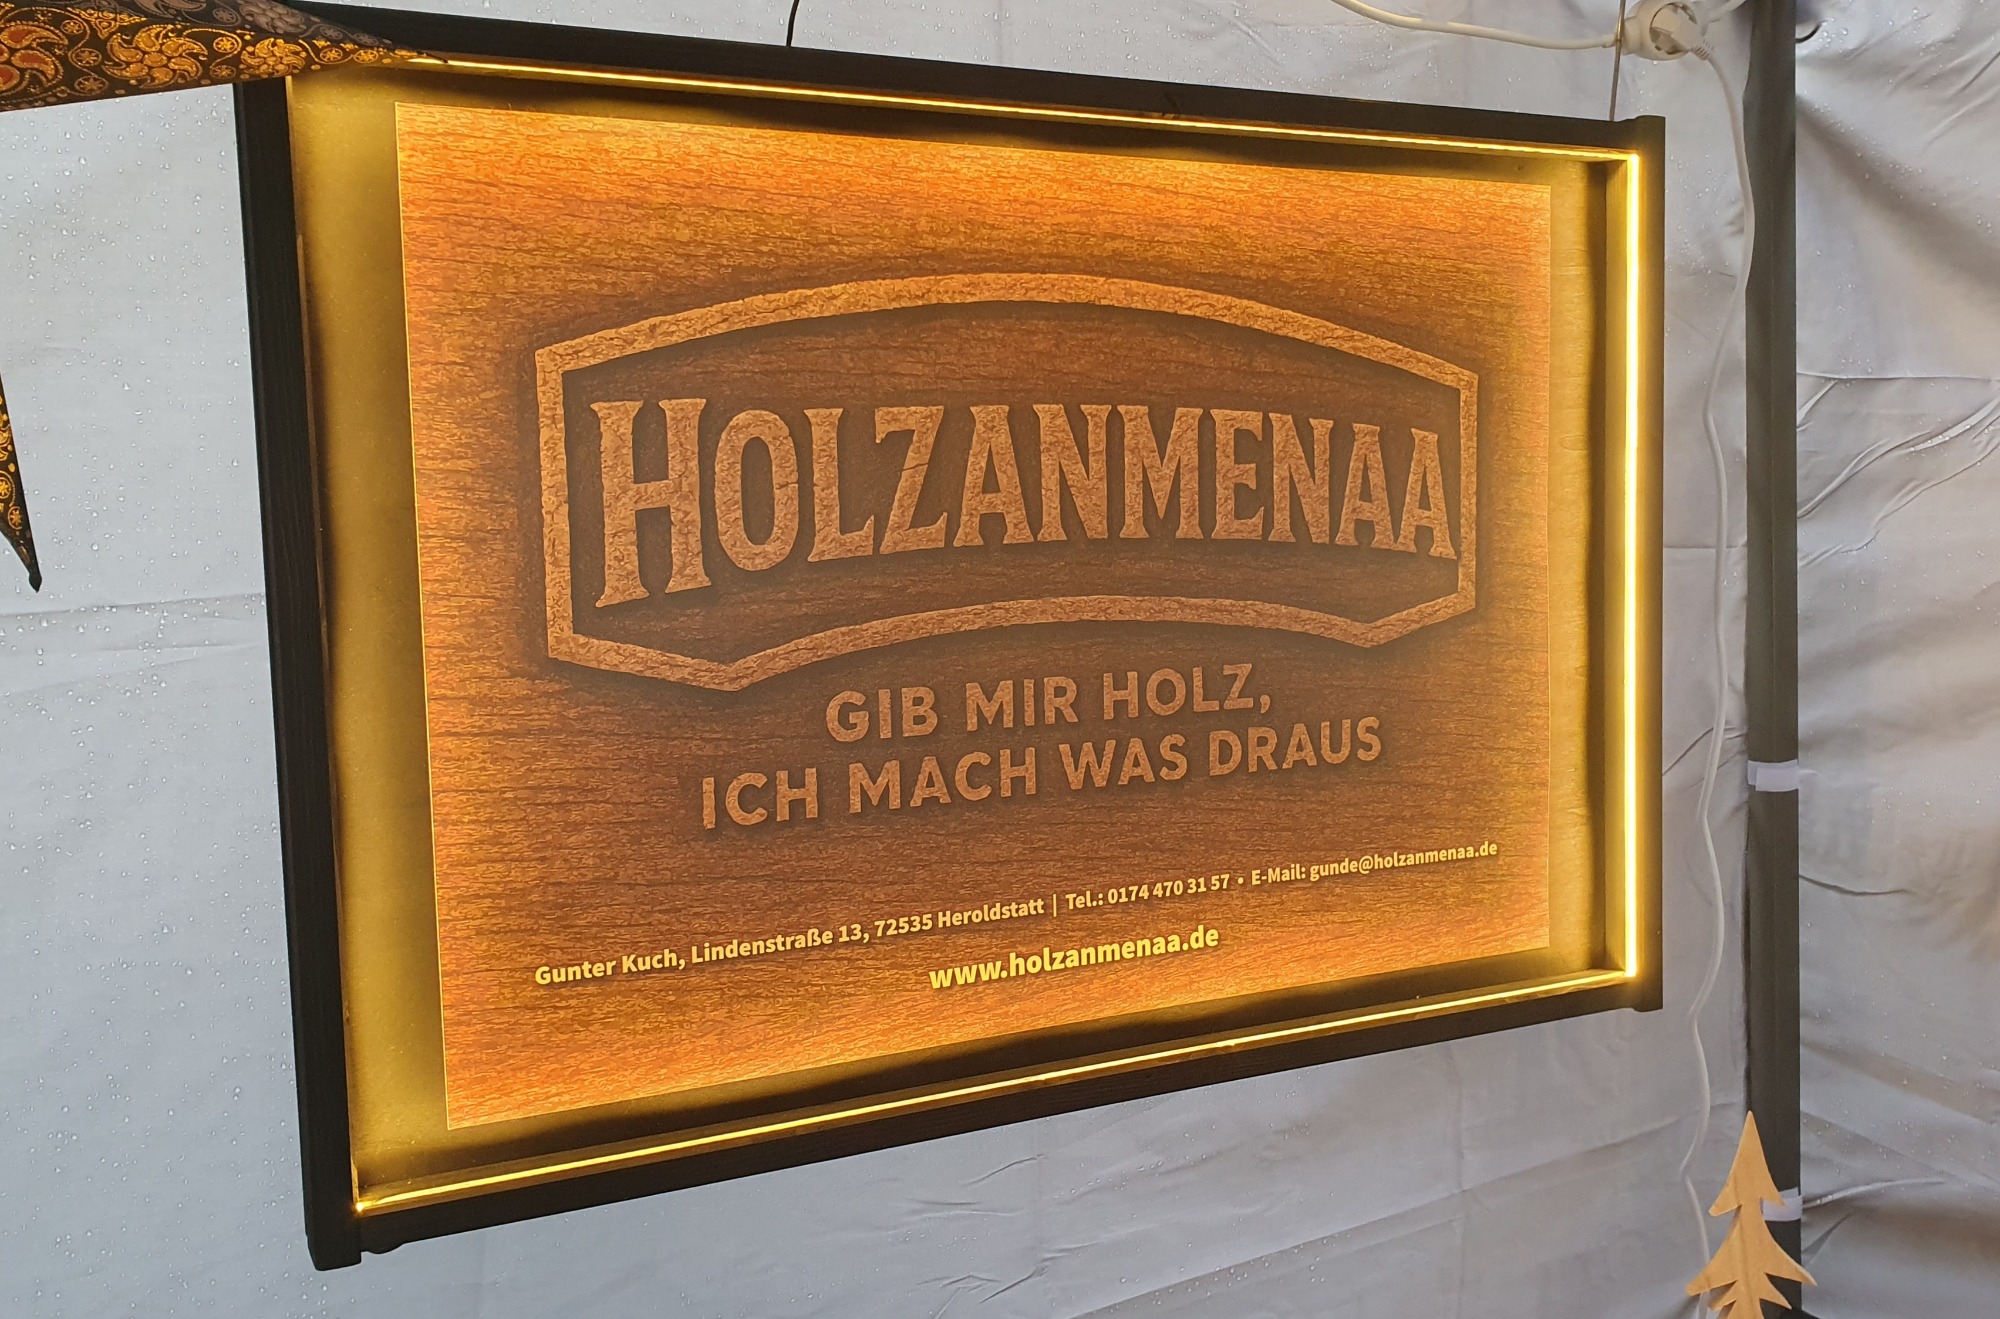 HOLZANMENAA
GIB MIR HOLZ,
ICH MACH WAS DRAUS
Gunter Kuch, Lindenstraße 13, 72535 Heroldstatt | Tel.: 0174 470 31 57 • E-Mail: gunde@holzanmenaa.de
www.holzanmenaa.de